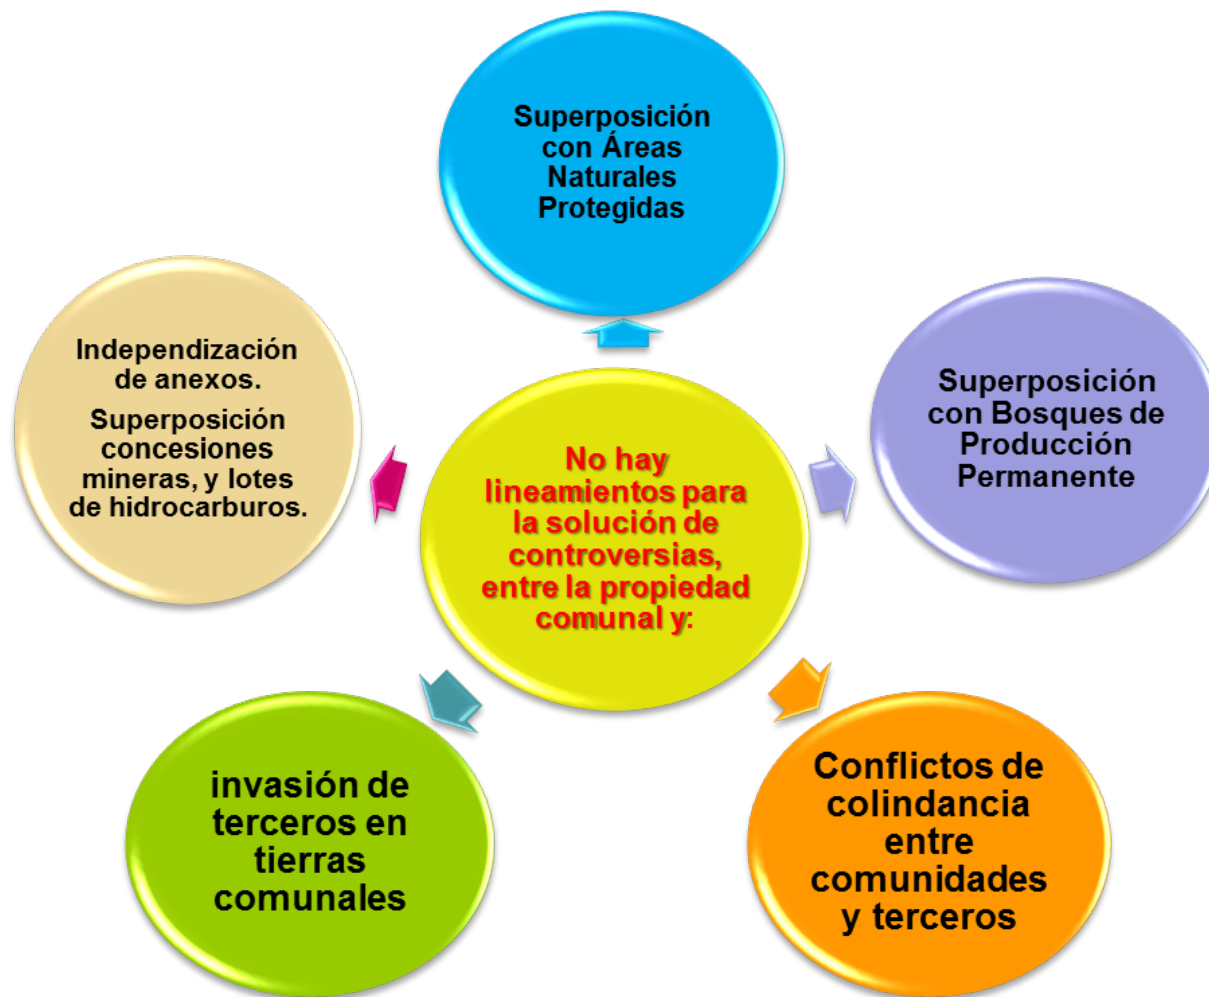 Superposición
con Áreas
Naturales
Protegidas
Independización
de anexos.
Superposición
concesiones
mineras, y lotes
de hidrocarburos.
Superposición
con Bosques de
Producción
Permanente
No hay
lineamientos para
la solución de
controversias,
entre la propiedad
comunal y:
invasión de
terceros en
tierras
comunales
Conflictos de
colindancia
entre
comunidades
y terceros